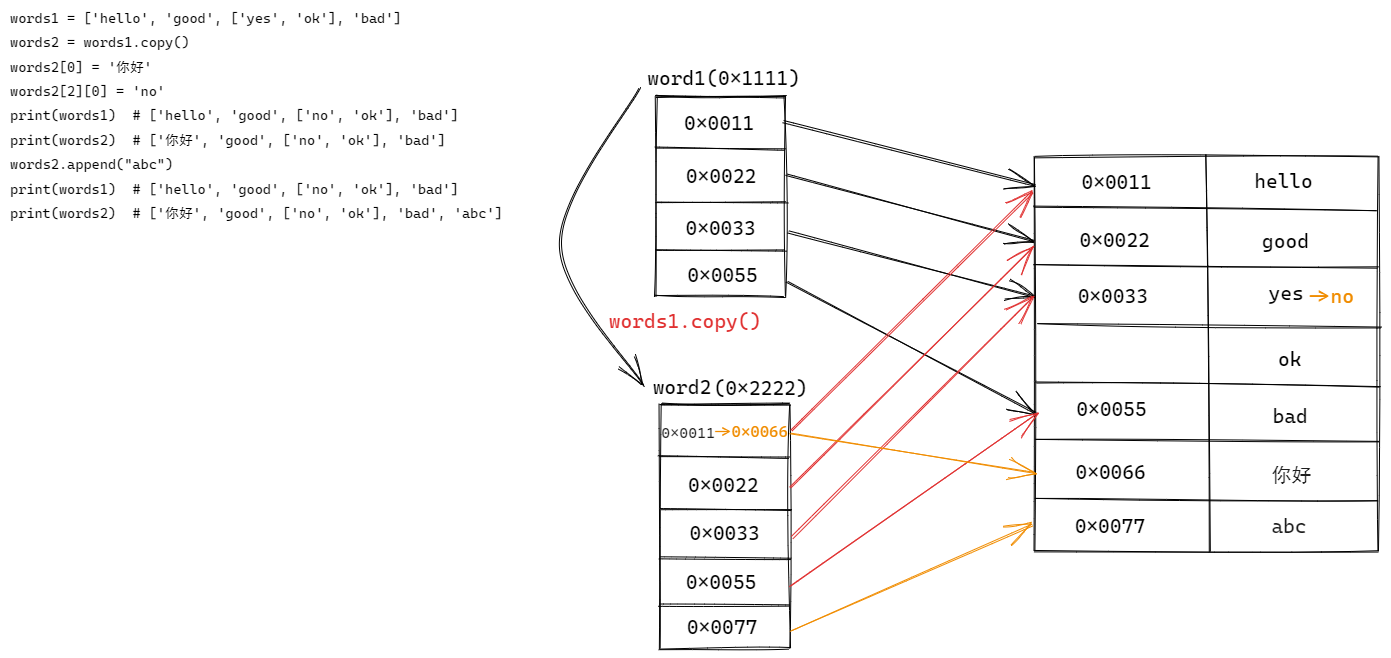 words1 = ['hello', 'good', ['yes', 'ok'], 'bad']
words2 = words1.copy()
words2[0] = '你好'
words2[2][0] = 'no'
print(words1)  # ['hello', 'good', ['no', 'ok'], 'bad']
print(words2)  # ['你好', 'good', ['no', 'ok'], 'bad']
words2.append("abc")
print(words1)  # ['hello', 'good', ['no', 'ok'], 'bad']
print(words2)  # ['你好', 'good', ['no', 'ok'], 'bad', 'abc']
word1(0×1111)
0×0011
0×0022
0×0033
0×0055
words1.copy()
word2(0×2222)
0×0011→0×0066
0×0022
0×0033
0×0055
0×0077
0×0011 hello
0×0022 good
0×0033 yes→no
ok
0×0055 bad
0×0066 你好
0×0077 abc